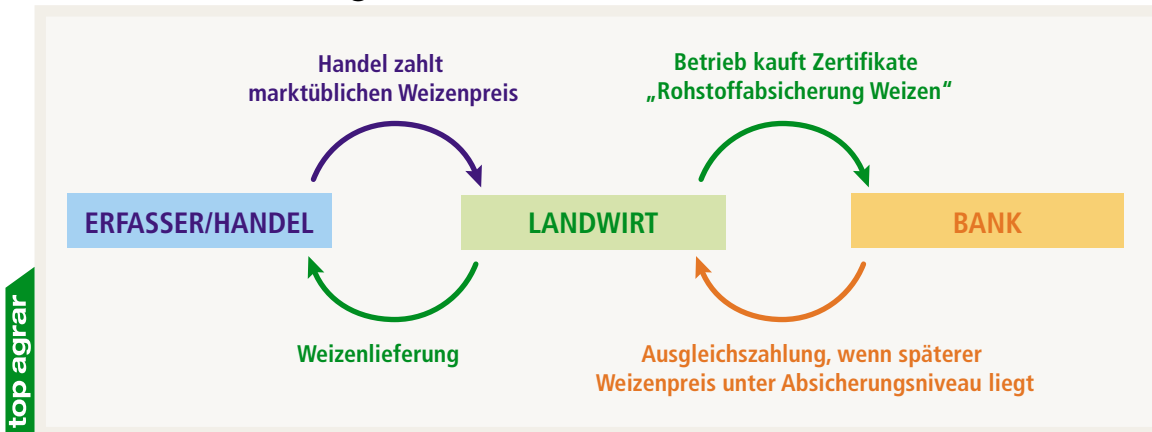 Handel zahlt
marktüblichen Weizenpreis
Betrieb kauft Zertifikate
„Rohstoffabsicherung Weizen“
ERFASSER/HANDEL
LANDWIRT
BANK
Weizenlieferung
Ausgleichszahlung, wenn späterer
Weizenpreis unter Absicherungsniveau liegt
top agrar